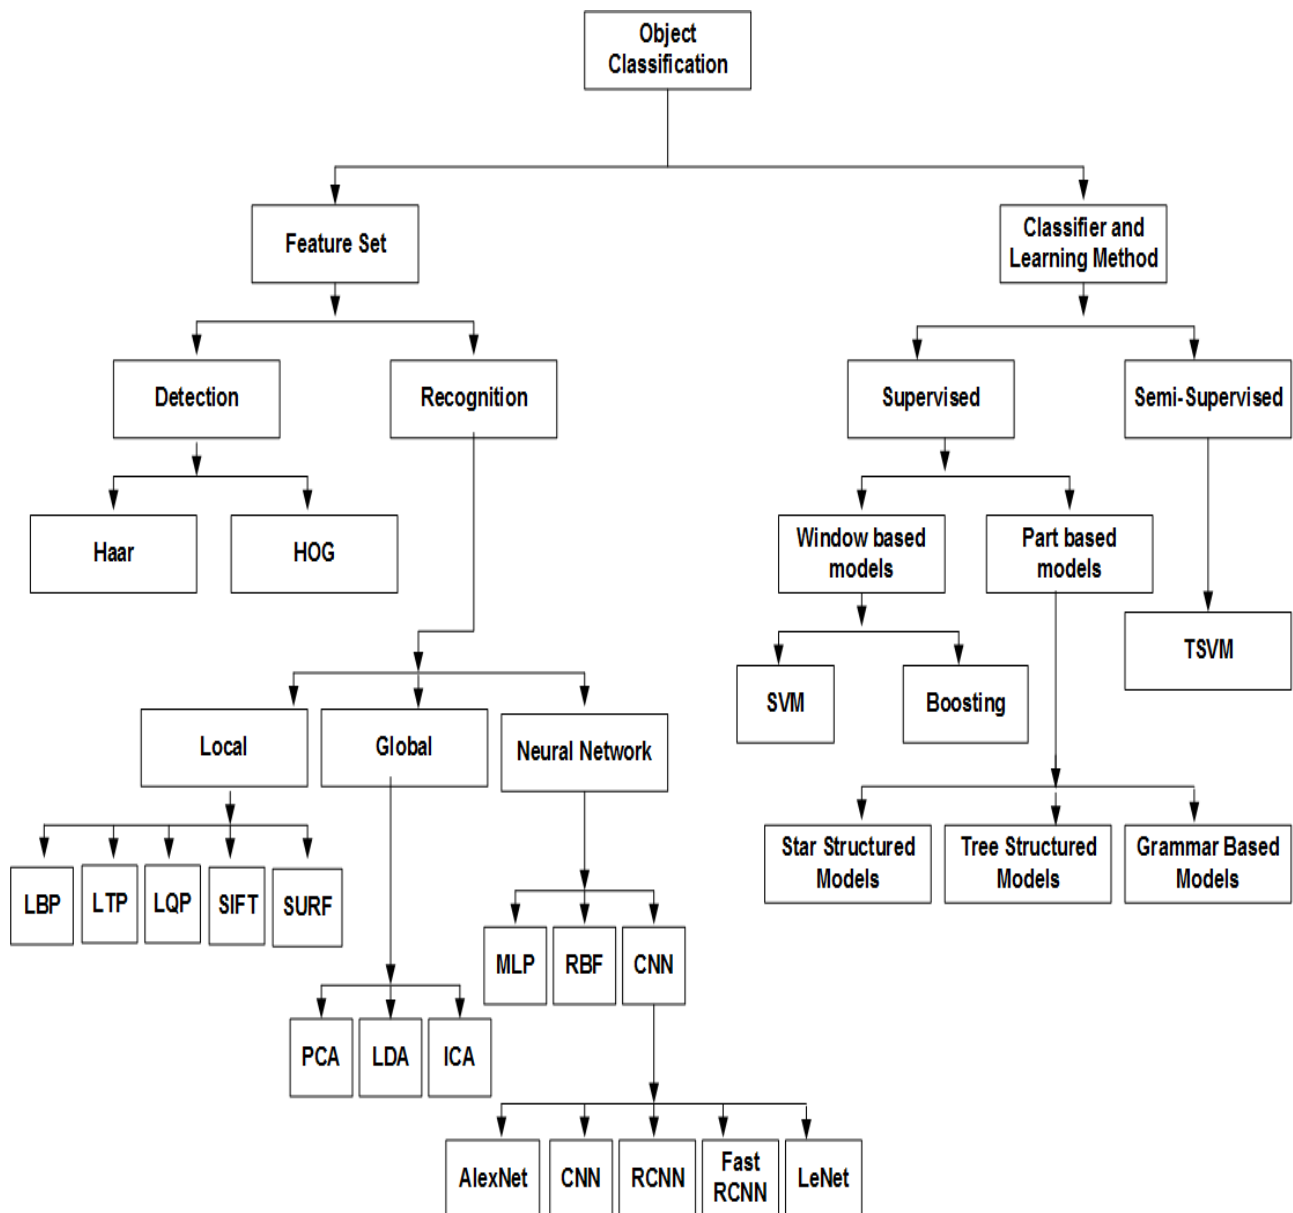 Object
Classification
Feature Set
Classifier and
Learning Method
Detection
Recognition
Supervised
Semi-Supervised
Haar
HOG
Window based
models
Part based
models
TSVM
SVM
Boosting
Local
Global
Neural Network
Star Structured
Models
Tree Structured
Models
Grammar Based
Models
LBP
LTP
LQP
SIFT
SURF
MLP
RBF
CNN
PCA
LDA
ICA
AlexNet
CNN
RCNN
Fast
RCNN
LeNet